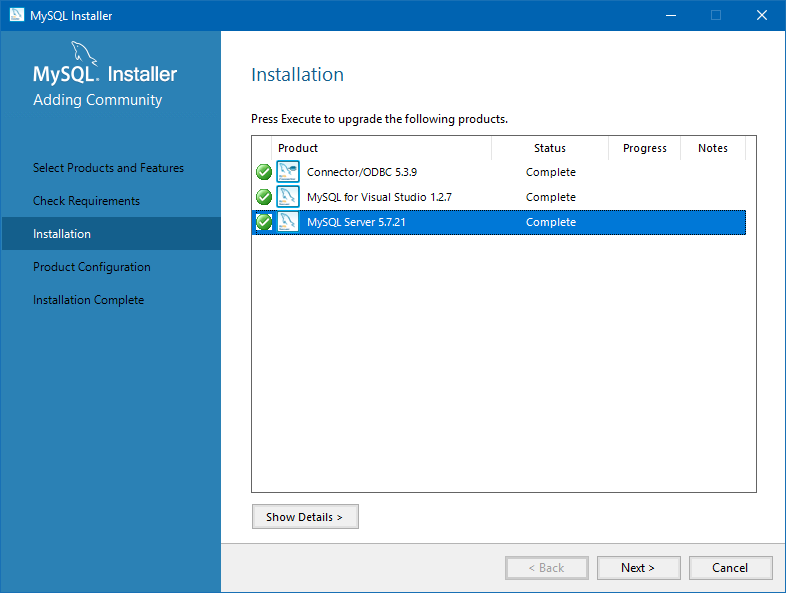 MySQL Installer
MySQL. Installer
Adding Community
Select Products and Features
Check Requirements
Installation
Product Configuration
Installation Complete
Installation
Press Execute to upgrade the following products.
Product Status Progress Notes
Connector/ODBC 5.3.9 Complete
MySQL for Visual Studio 1.2.7 Complete
MySQL Server 5.7.21 Complete
Show Details >
< Back Next > Cancel